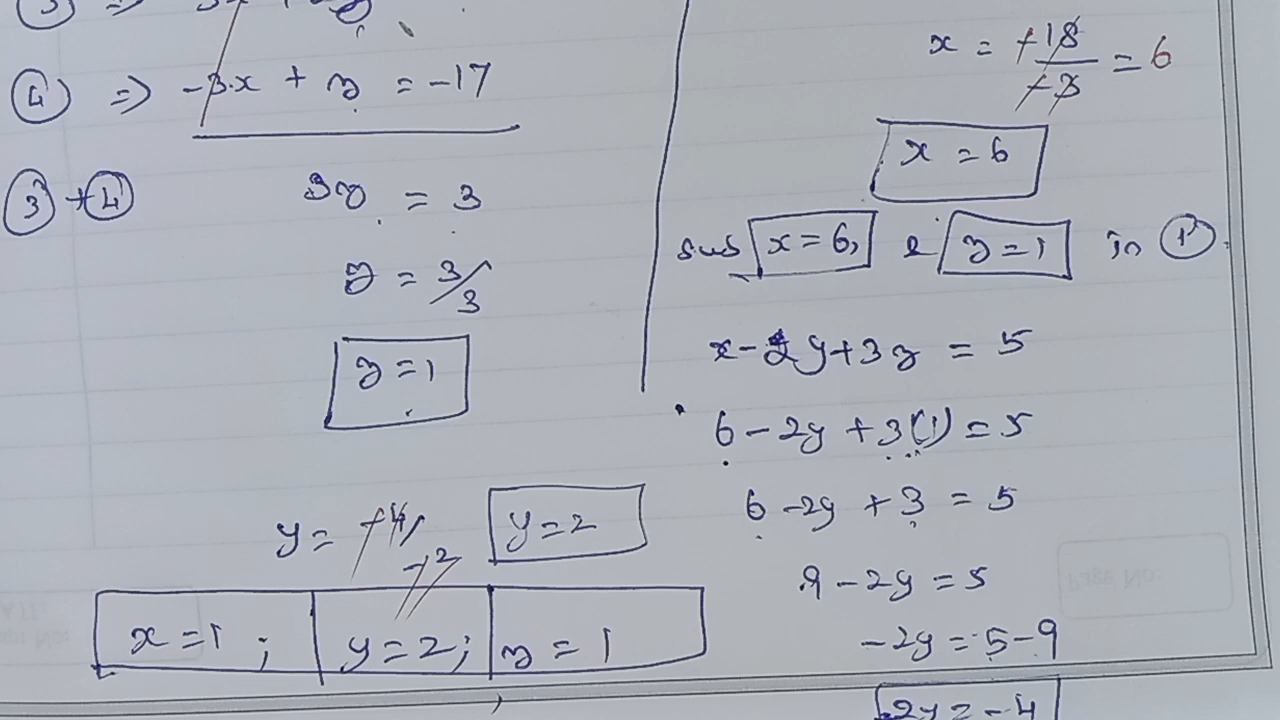 ④ ⇒ -3x + z = -17
③ + ④ 3z = 3
z = 3/3
z = 1
x = -18/-3 = 6
x = 6
sub x = 6, & z = 1 in ①.
x - 2y + 3z = 5
6 - 2y + 3(1) = 5
6 - 2y + 3 = 5
9 - 2y = 5
-2y = 5 - 9
-2y = -4
y = -4/-2 y = 2
x = 1 ; y = 2 ; z = 1
Page No: